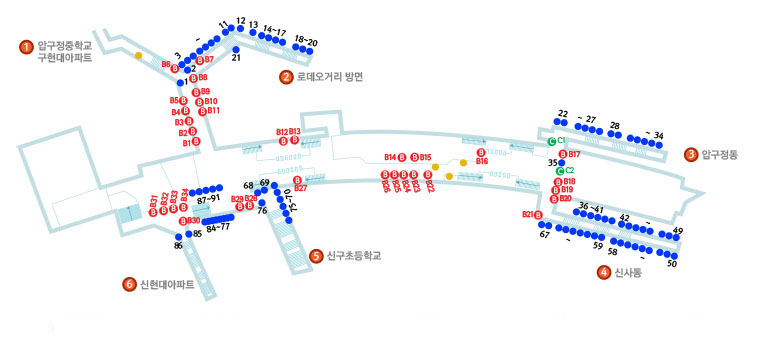 1 압구정중학교
구현대아파트
2 로데오거리 방면
3 압구정동
4 신사동
5 신구초등학교
6 신현대아파트
11 12 13 14~17 18~20
3 ~ 2 1 21
B6 B7
B8
B9
B5 B10
B4 B11
B3
B2
B1
B12 B13
B14 B15
B16
B26 B25 B24 B23 B22
B27
22 ~ 27 28 ~ 34
C1
B17
35
C2
B18
B19
B20
B21
36~41 42 ~ 49
67 ~ 59 58 ~ 50
B31 B32 B33 B34
B30
87~91
86 85 84~77
B29 B28
68 69
76
75~70